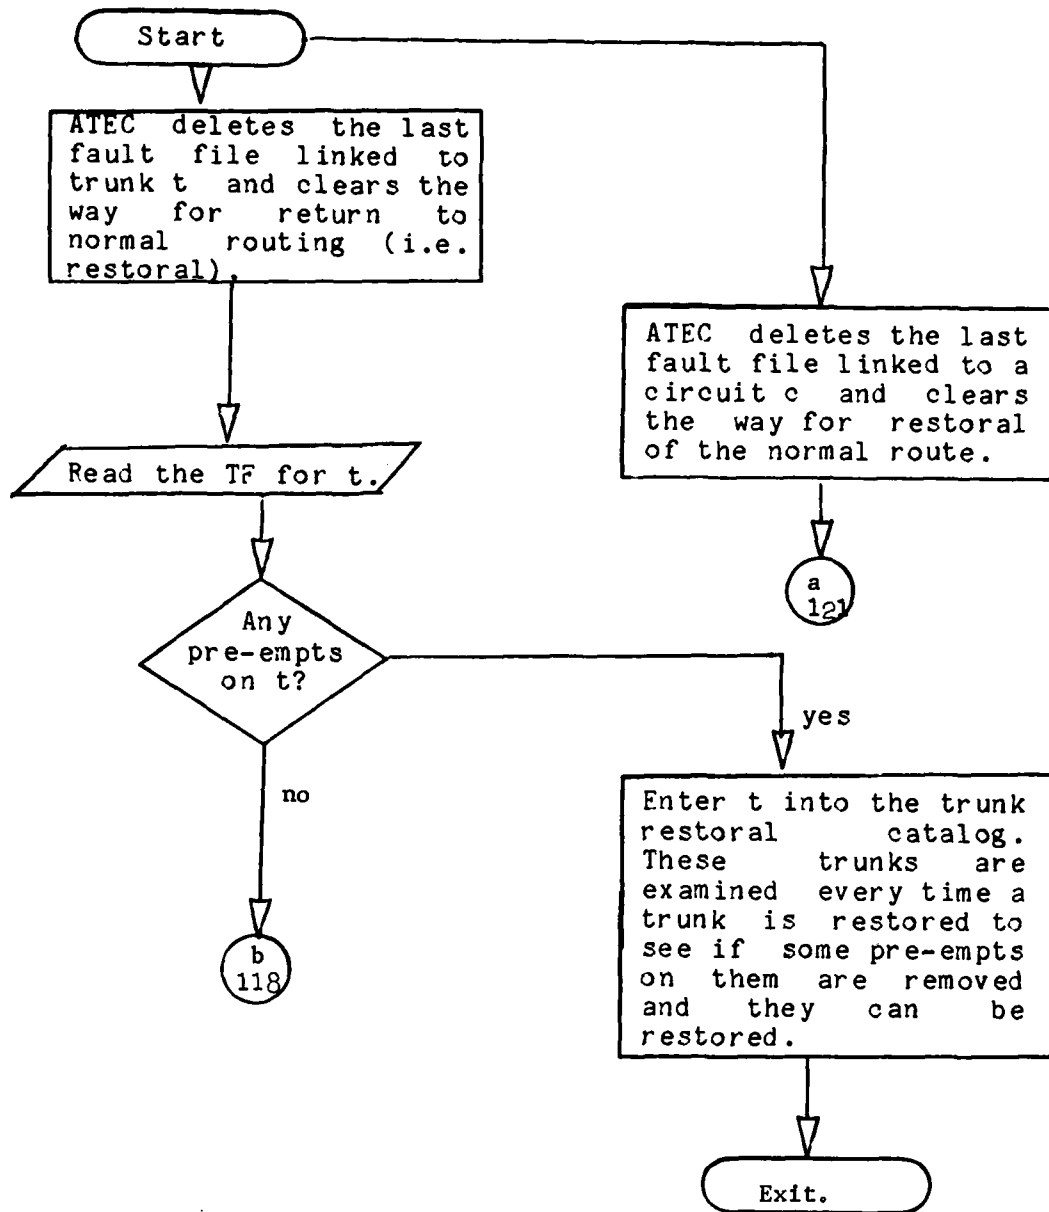 Start
ATEC deletes the last
fault file linked to
trunk t and clears the
way for return to
normal routing (i.e.
restoral).
Read the TF for t.
Any
pre-empts
on t?
no
b
118
ATEC deletes the last
fault file linked to a
circuit c and clears
the way for restoral
of the normal route.
a
121
yes
Enter t into the trunk
restoral catalog.
These trunks are
examined every time a
trunk is restored to
see if some pre-empts
on them are removed
and they can be
restored.
Exit.